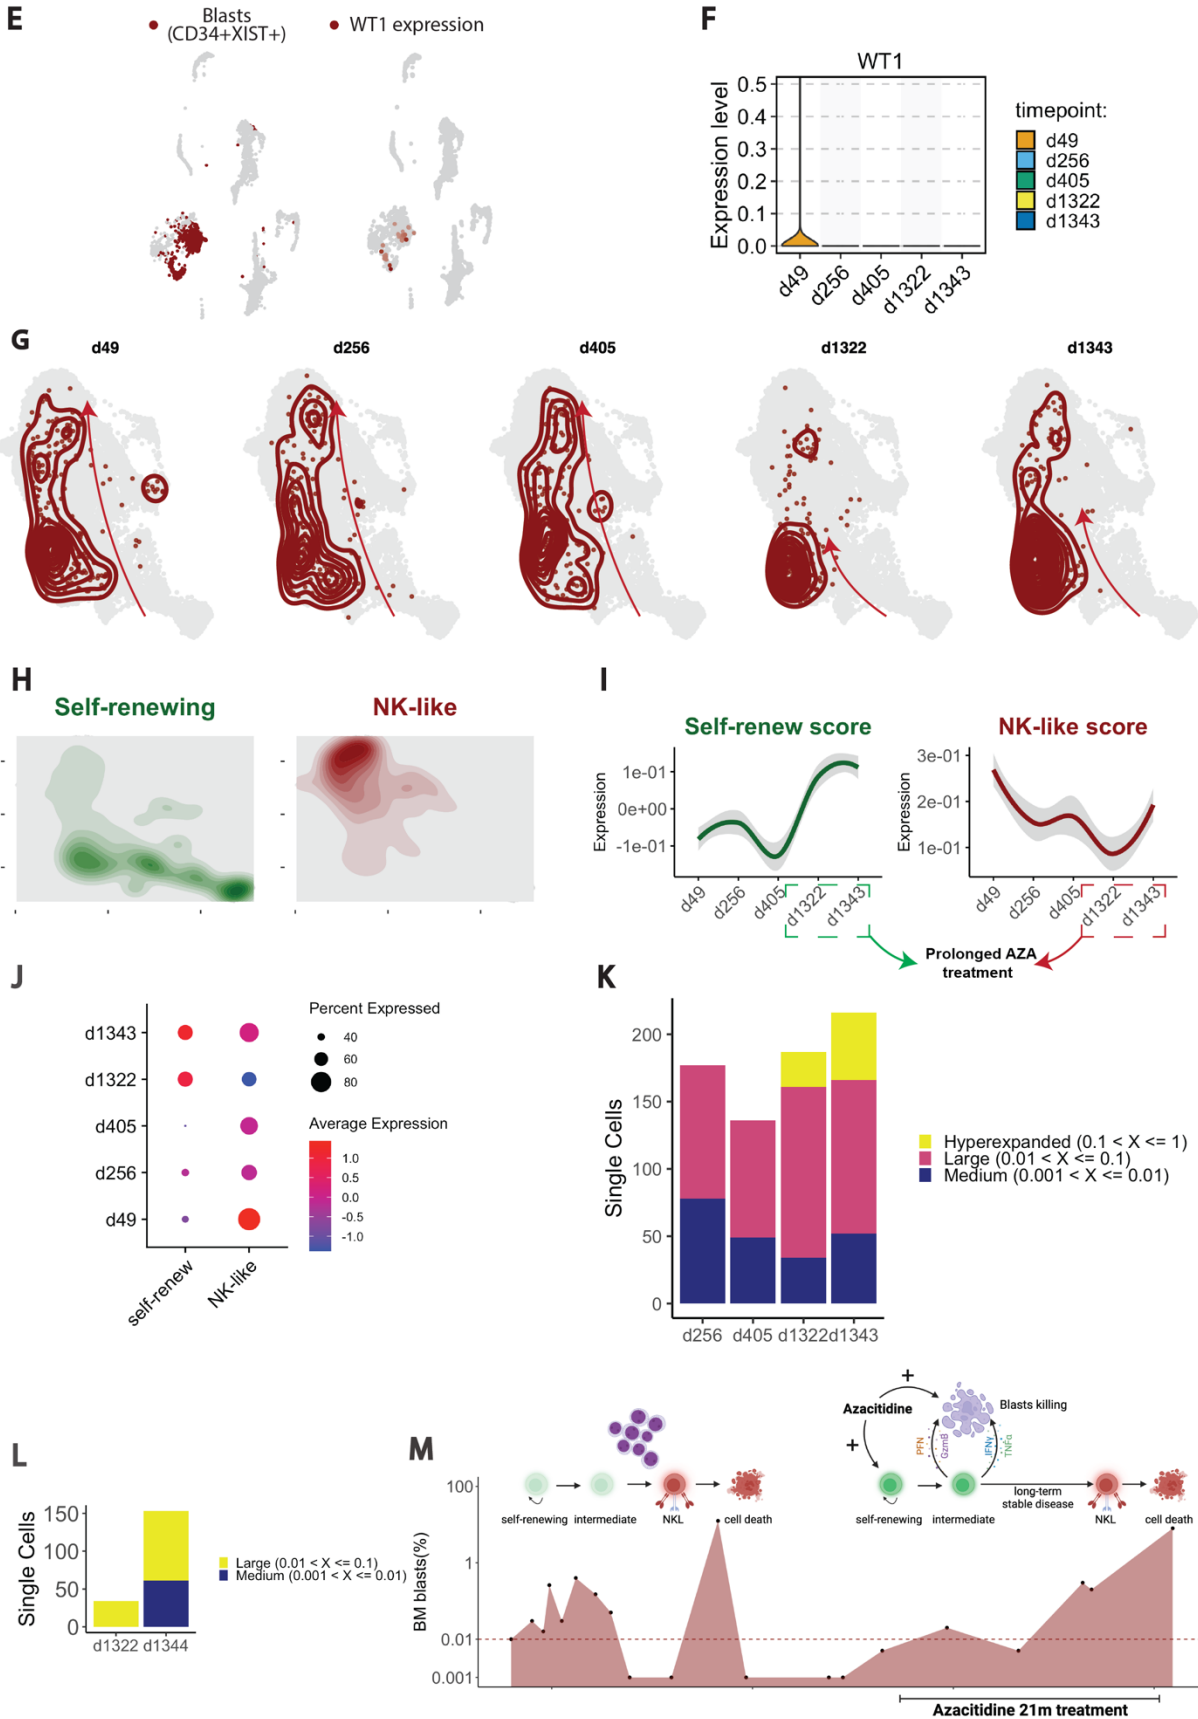 E
Blasts
(CD34+XIST+)
WT1 expression
F
WT1
Expression level
0.5
0.4
0.3
0.2
0.1
0.0
d49
d256
d405
d1322
d1343
timepoint:
d49
d256
d405
d1322
d1343
G
d49
d256
d405
d1322
d1343
H
Self-renewing
NK-like
I
Self-renew score
Expression
1e-01
0e+00
-1e-01
d49
d256
d405
d1322
d1343
NK-like score
Expression
3e-01
2e-01
1e-01
d49
d256
d405
d1322
d1343
Prolonged AZA
treatment
J
d1343
d1322
d405
d256
d49
self-renew
NK-like
Percent Expressed
40
60
80
Average Expression
1.0
0.5
0.0
-0.5
-1.0
K
Single Cells
200
150
100
50
0
d256
d405
d1322
d1343
Hyperexpanded (0.1 < X <= 1)
Large (0.01 < X <= 0.1)
Medium (0.001 < X <= 0.01)
L
Single Cells
150
100
50
0
d1322
d1344
Large (0.01 < X <= 0.1)
Medium (0.001 < X <= 0.01)
M
+
Azacitidine
+
Blasts killing
PFN
GzmB
IFNγ
TNFα
self-renewing
intermediate
NKL
cell death
self-renewing
intermediate
long-term
stable disease
NKL
cell death
BM blasts(%)
100
1
0.01
0.001
Azacitidine 21m treatment